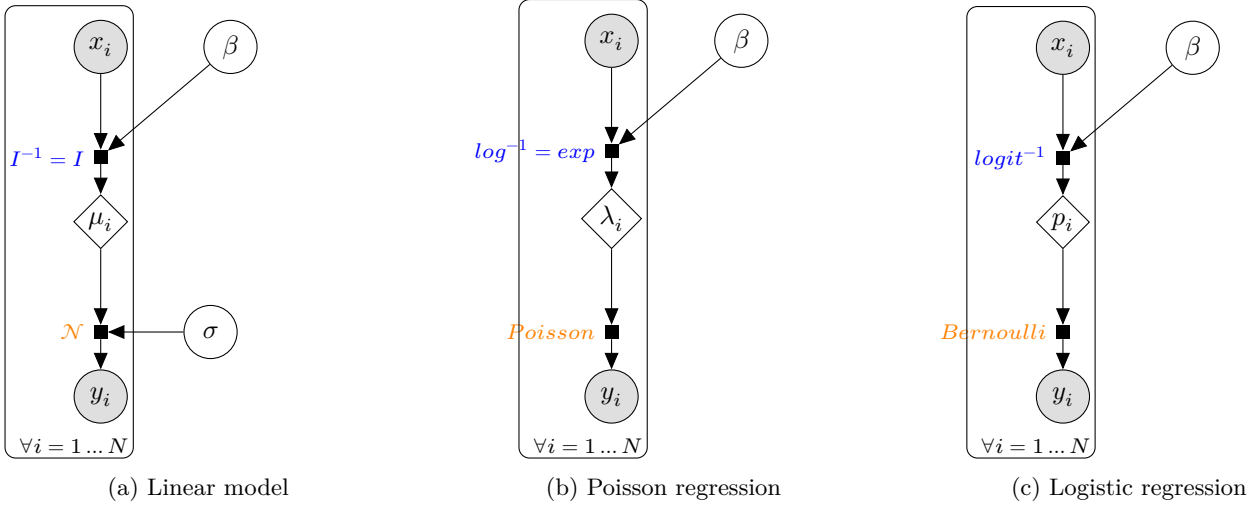 x_i
β
I^{-1} = I
μ_i
𝒩
σ
y_i
∀i = 1 ... N
(a) Linear model
x_i
β
log^{-1} = exp
λ_i
Poisson
y_i
∀i = 1 ... N
(b) Poisson regression
x_i
β
logit^{-1}
p_i
Bernoulli
y_i
∀i = 1 ... N
(c) Logistic regression